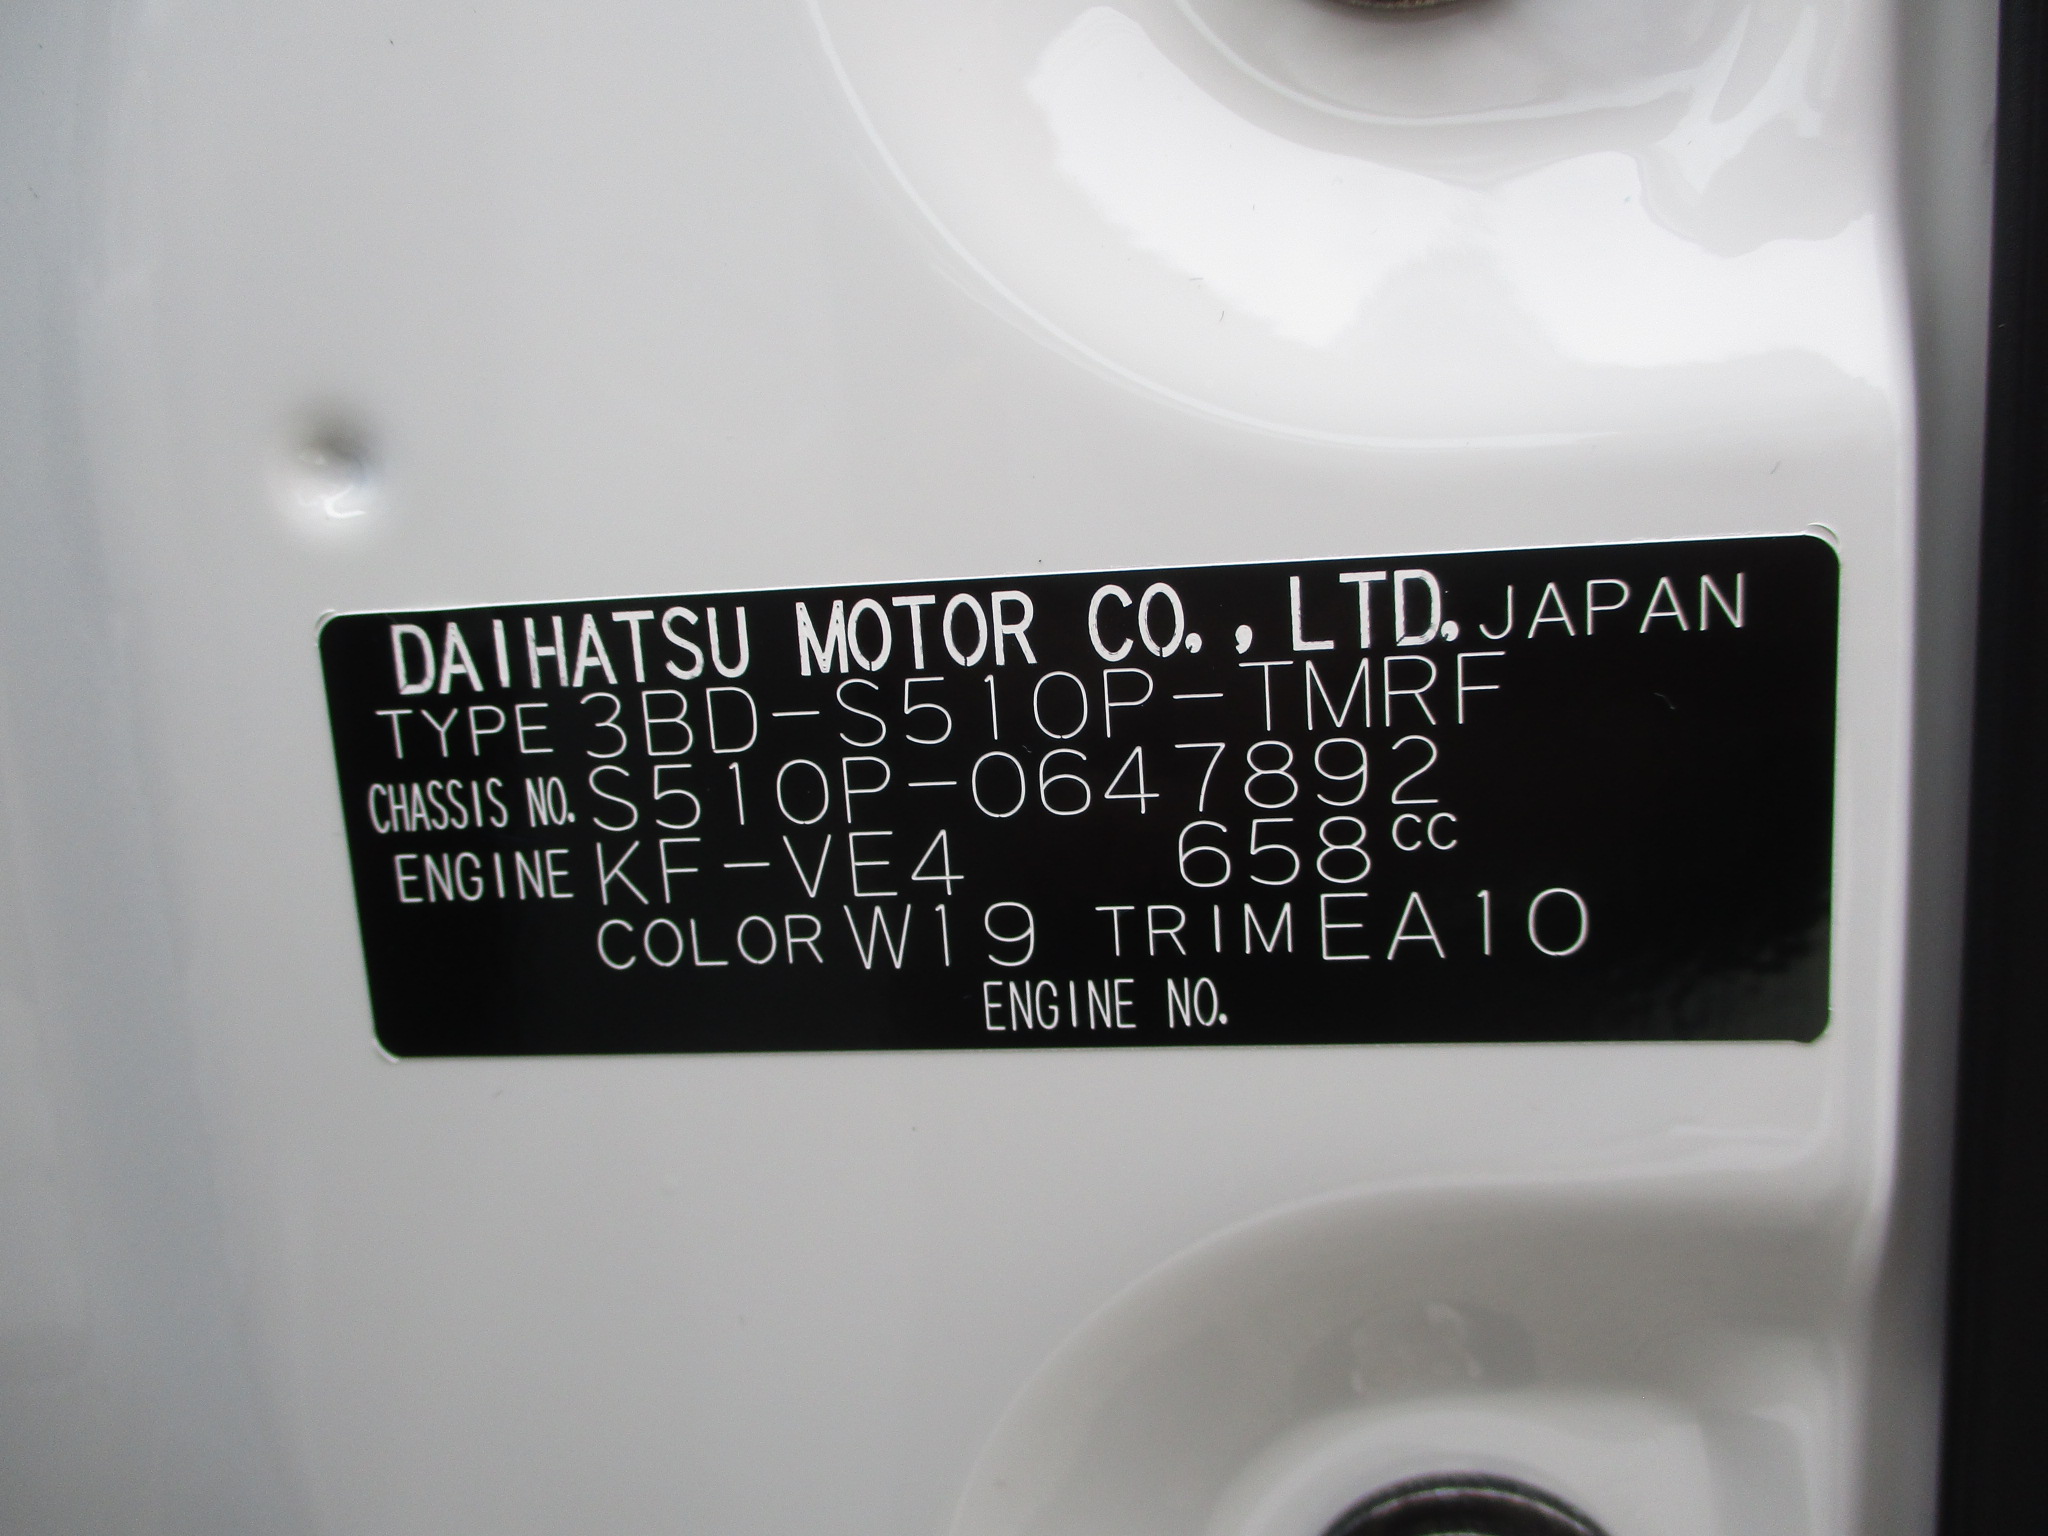 DAIHATSU MOTOR CO., LTD. JAPAN
TYPE 3BD-S510P-TMRF
CHASSIS NO. S510P-0647892
ENGINE KF-VE4 658cc
COLOR W19 TRIM EA10
ENGINE NO.